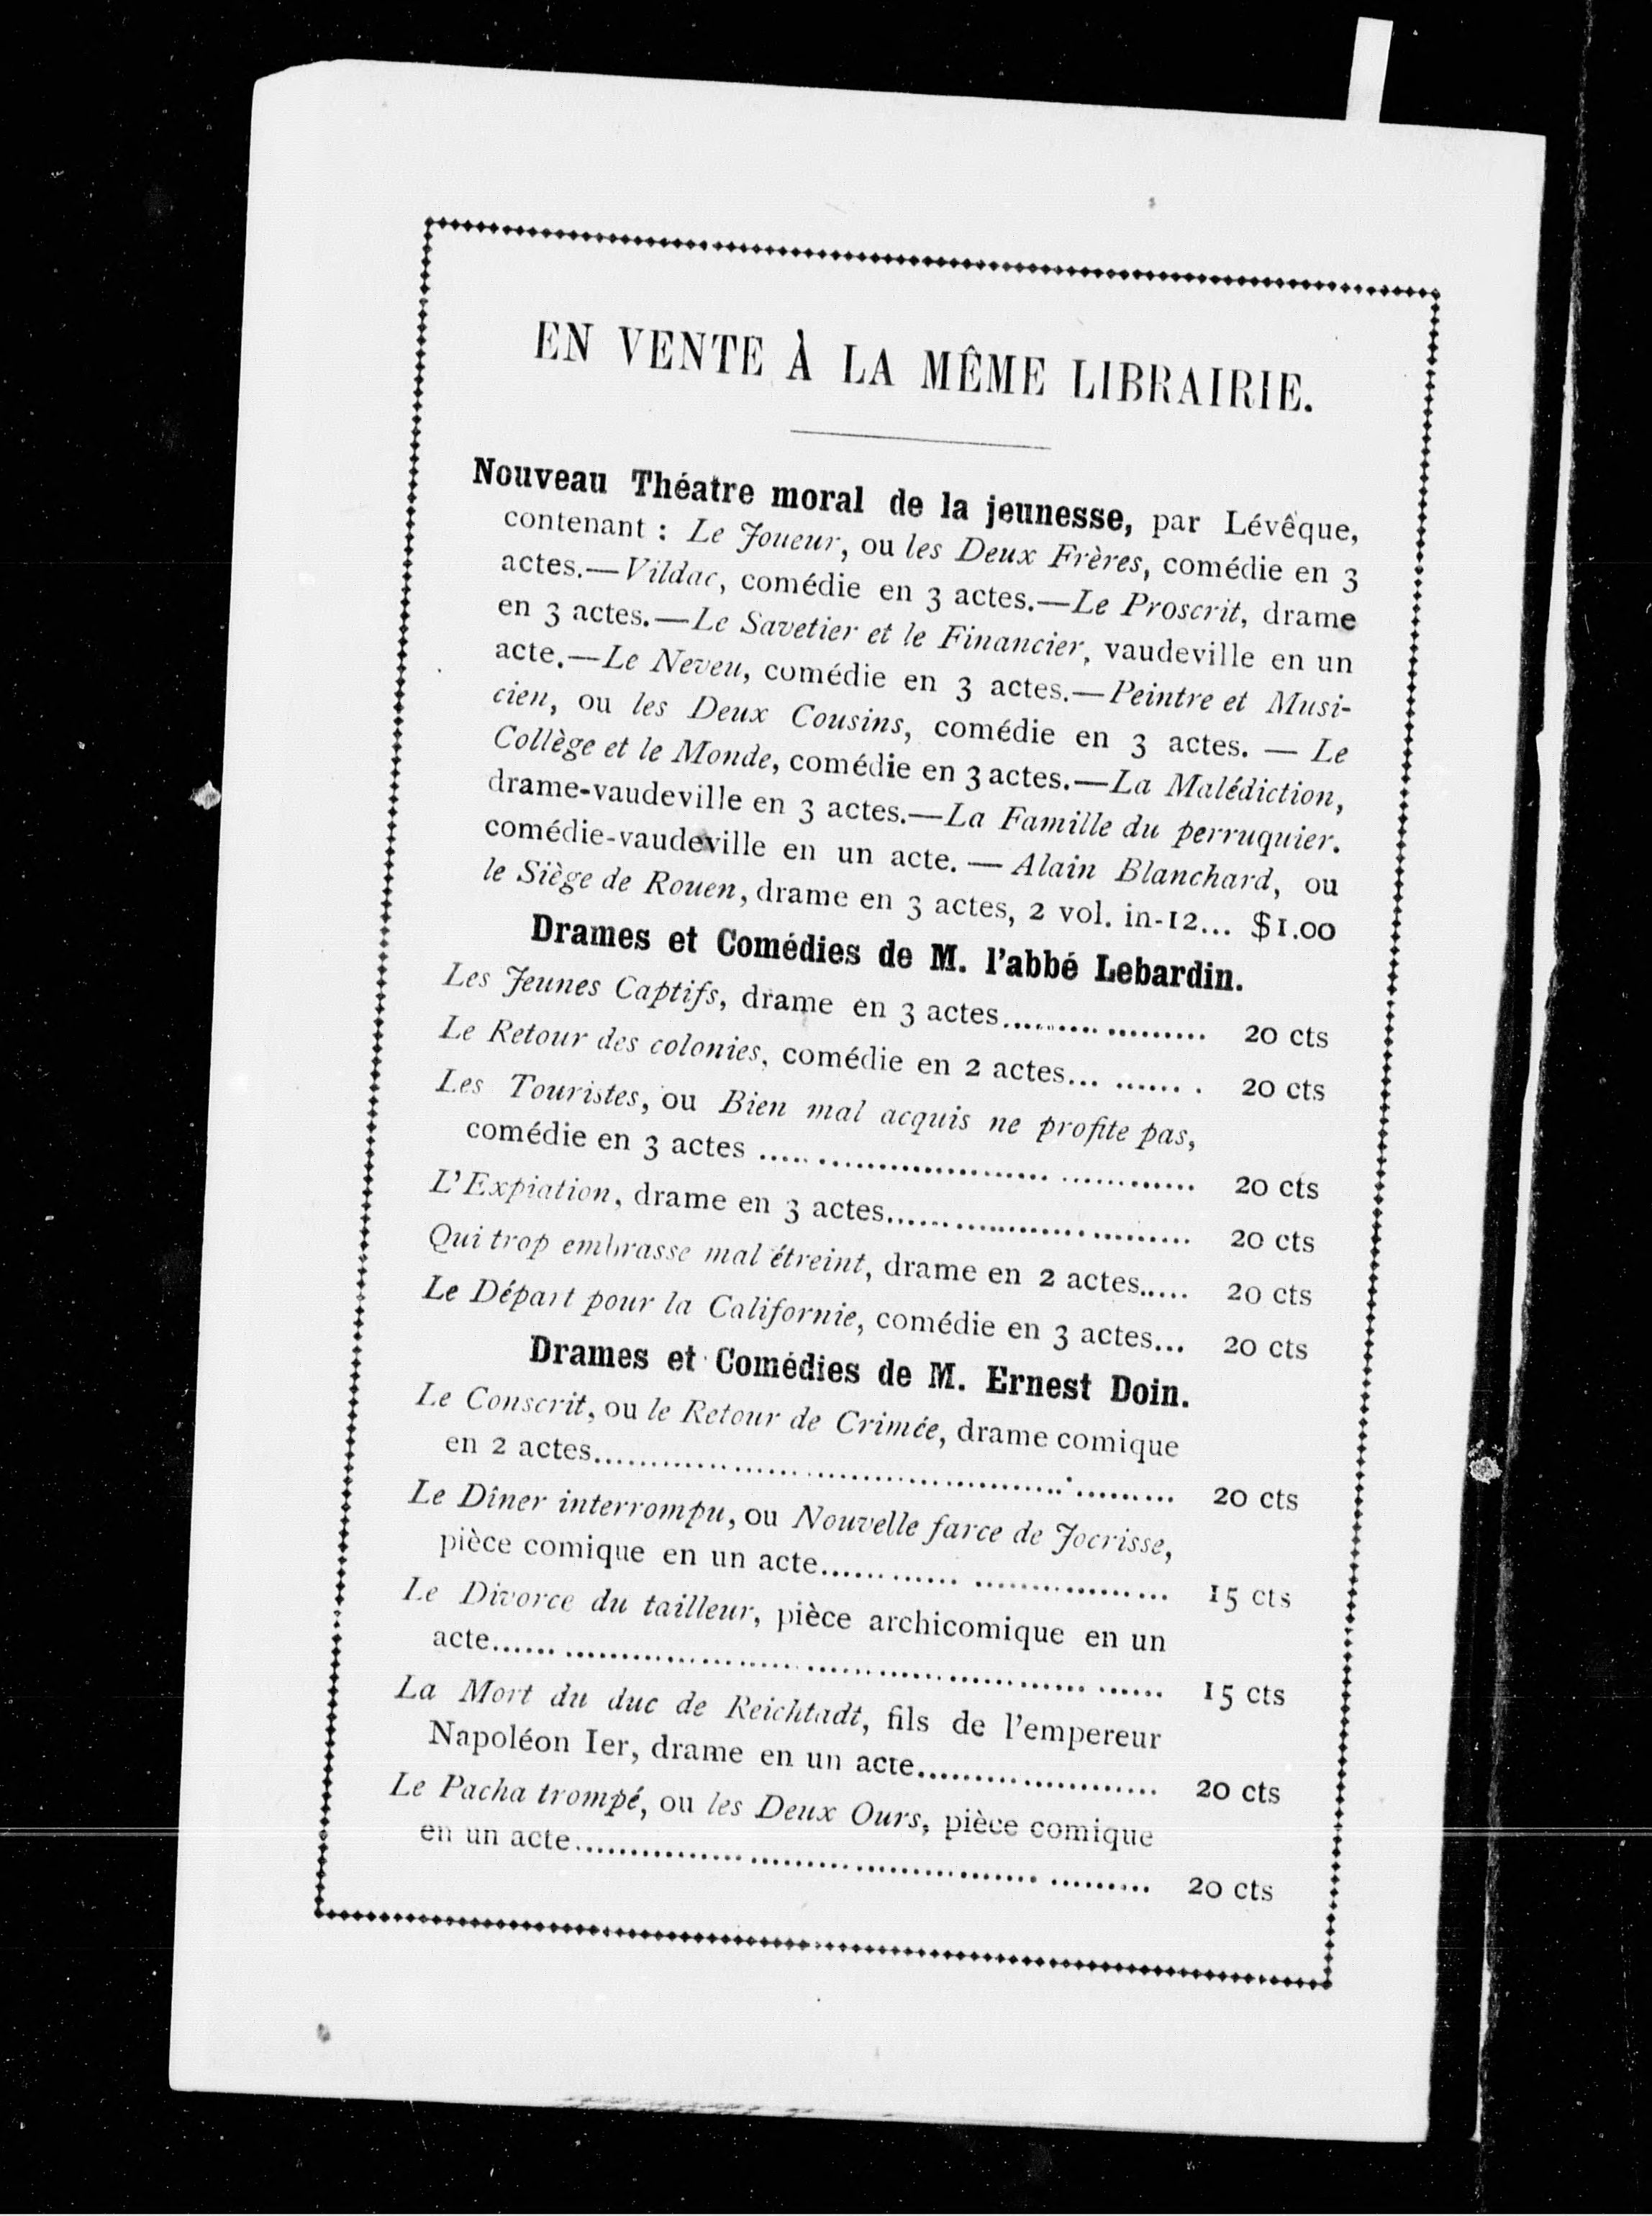 EN VENTE À LA MÊME LIBRAIRIE.
Nouveau Théatre moral de la jeunesse, par Lévêque,
contenant : Le Joueur, ou les Deux Frères, comédie en 3
actes.—Vildac, comédie en 3 actes.—Le Proscrit, drame
en 3 actes.—Le Savetier et le Financier, vaudeville en un
acte.—Le Neveu, comédie en 3 actes.—Peintre et Musi-
cien, ou les Deux Cousins, comédie en 3 actes. — Le
Collège et le Monde, comédie en 3 actes.—La Malédiction,
drame-vaudeville en 3 actes.—La Famille du perruquier.
comédie-vaudeville en un acte. — Alain Blanchard, ou
le Siège de Rouen, drame en 3 actes, 2 vol. in-12... $1.00
Drames et Comédies de M. l'abbé Lebardin.
Les Jeunes Captifs, drame en 3 actes.................... 20 cts
Le Retour des colonies, comédie en 2 actes... ....... . 20 cts
Les Touristes, ou Bien mal acquis ne profite pas,
comédie en 3 actes ..... ....................... ............ 20 cts
L'Expiation, drame en 3 actes............................... 20 cts
Qui trop embrasse mal étreint, drame en 2 actes..... 20 cts
Le Départ pour la Californie, comédie en 3 actes... 20 cts
Drames et Comédies de M. Ernest Doin.
Le Conscrit, ou le Retour de Crimée, drame comique
en 2 actes.......................................................... 20 cts
Le Dîner interrompu, ou Nouvelle farce de Jocrisse,
pièce comique en un acte............. ................... 15 cts
Le Divorce du tailleur, pièce archicomique en un
acte...... ................................................... ...... 15 cts
La Mort du duc de Reichtadt, fils de l'empereur
Napoléon Ier, drame en un acte........................ 20 cts
Le Pacha trompé, ou les Deux Ours, pièce comique
en un acte.................................................. ......... 20 cts